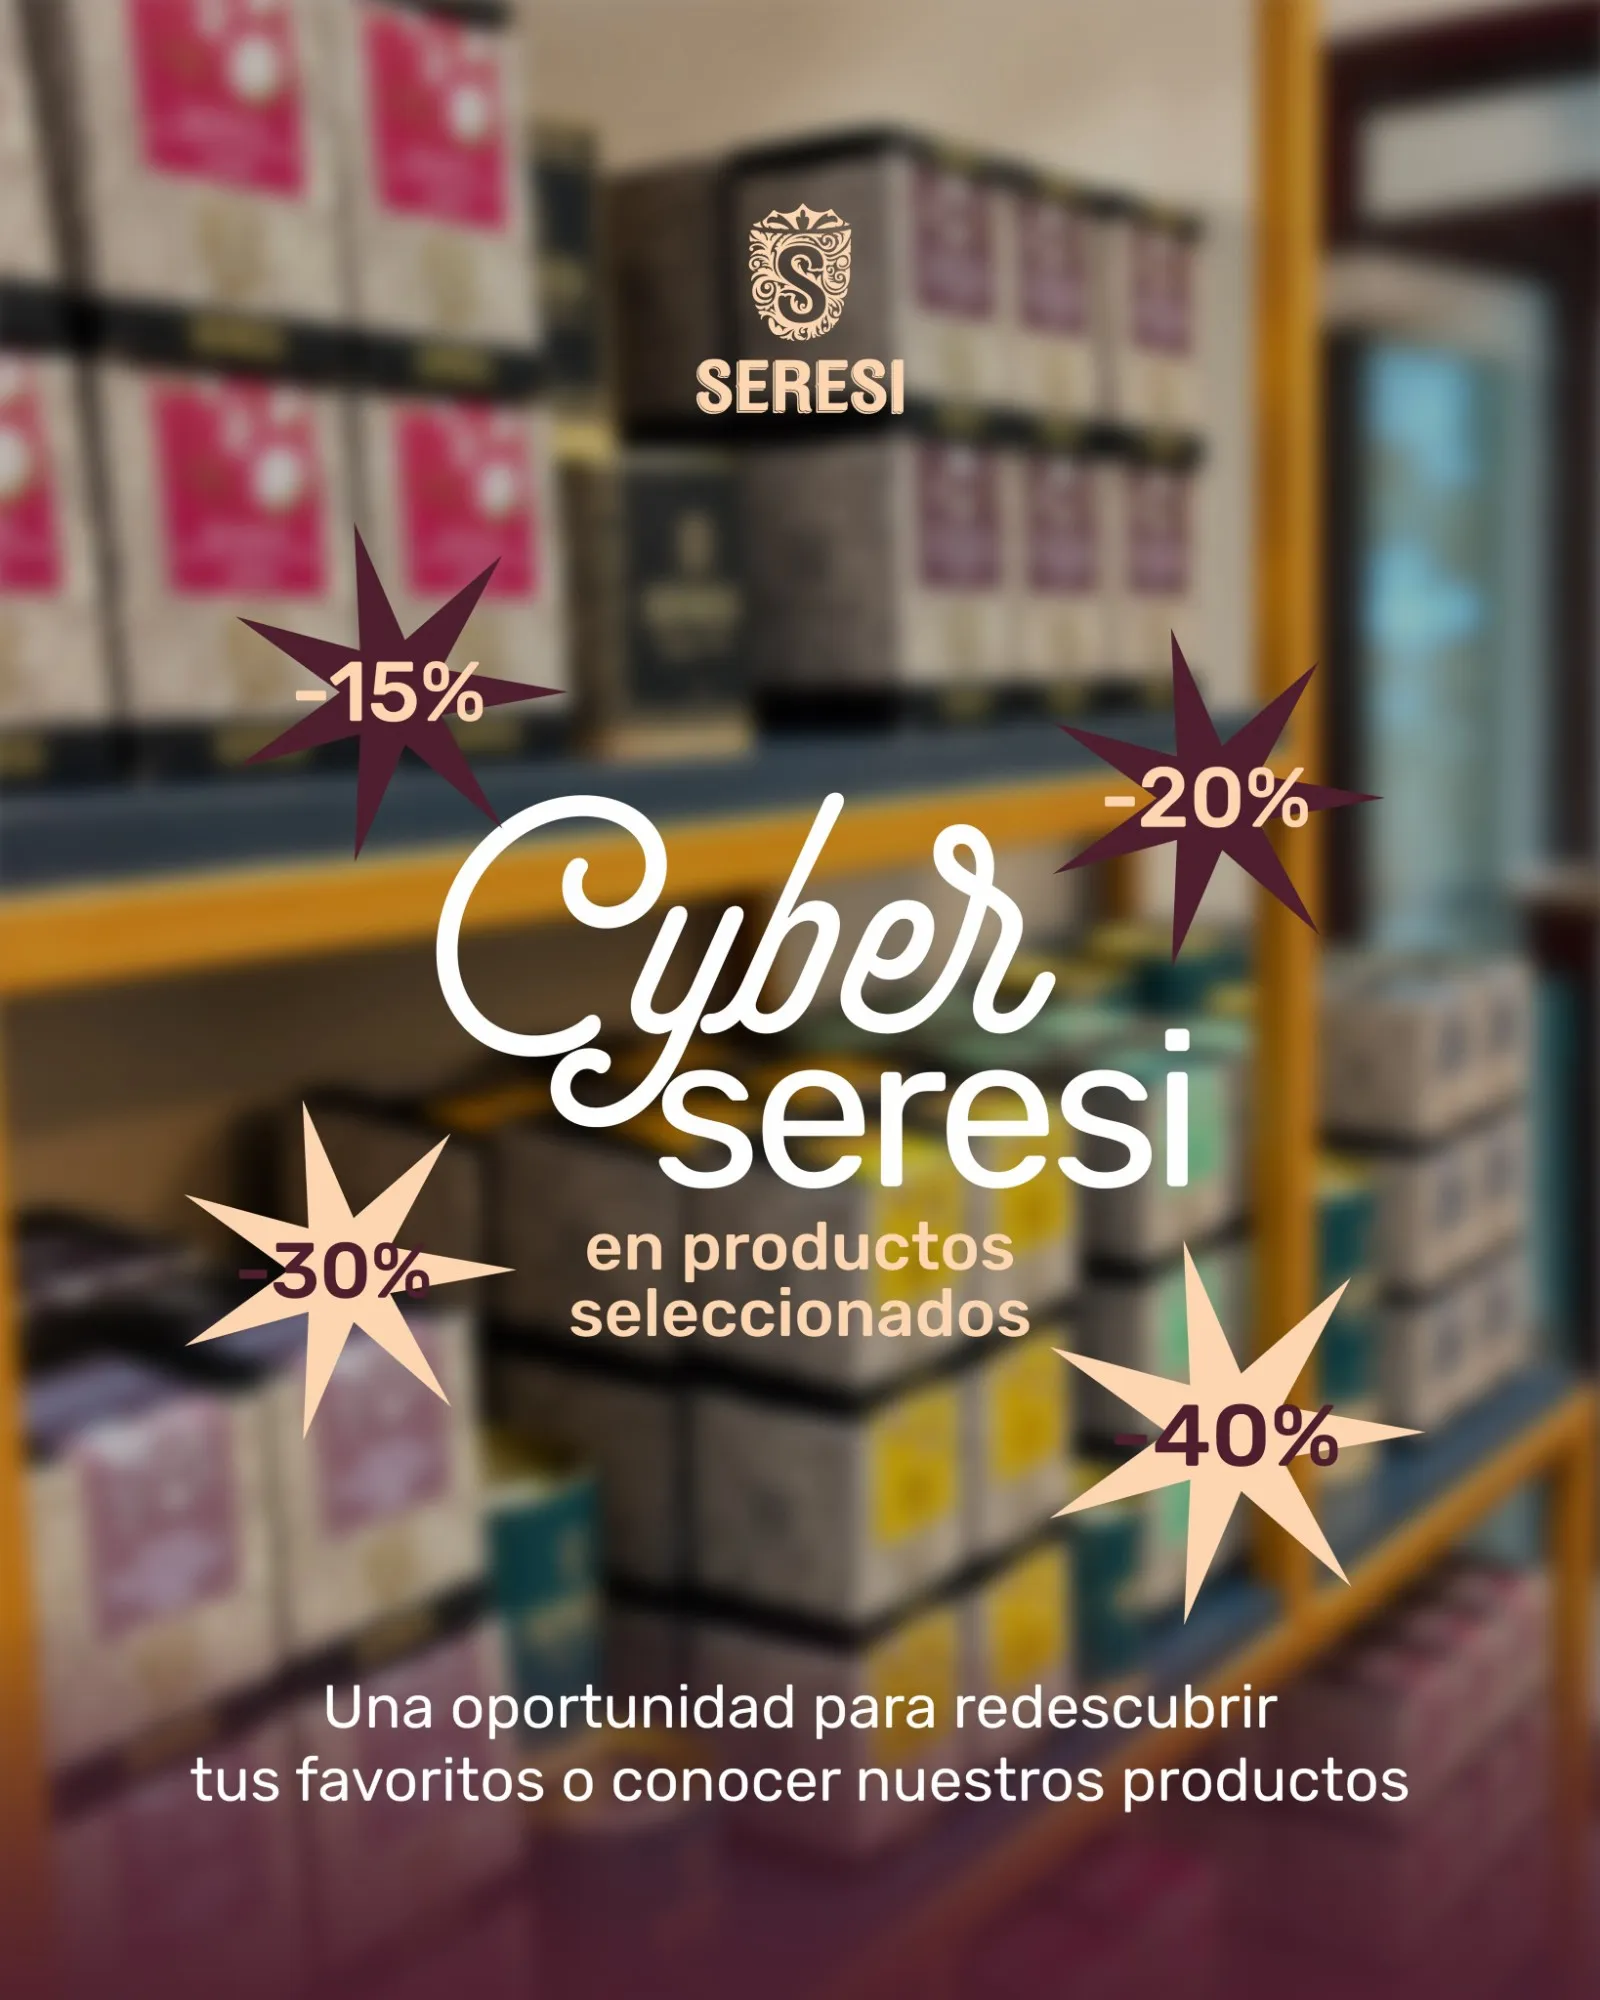 S
SERESI
-15%
-20%
Cyber
seresi
-30%
en productos
seleccionados
-40%
Una oportunidad para redescubrir
tus favoritos o conocer nuestros productos